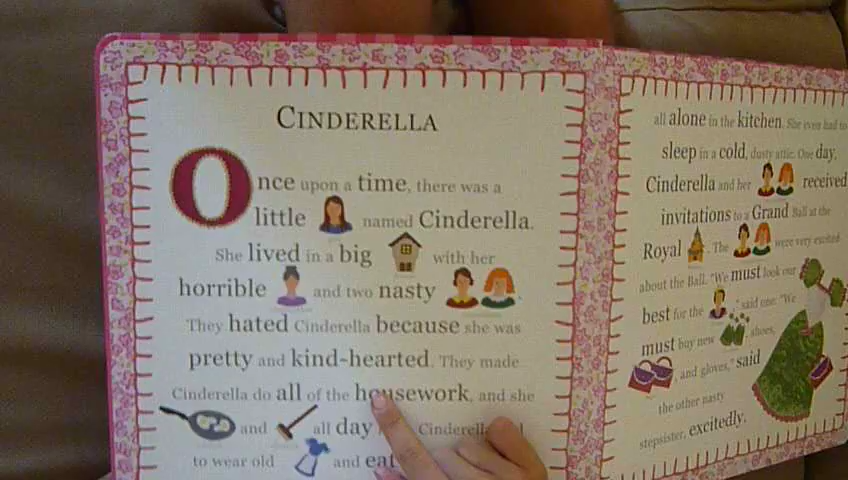 CINDERELLA
Once upon a time, there was a
little named Cinderella.
She lived in a big with her
horrible and two nasty .
They hated Cinderella because she was
pretty and kind-hearted. They made
Cinderella do all of the housework, and she
and all day Cinderella
to wear old and eat
all alone in the kitchen. She even had to
sleep in a cold, dusty attic. One day,
Cinderella and her received
invitations to a Grand Ball at the
Royal . The were very excited
about the Ball. "We must look our
best for the ," said one. "We
must buy new , shoes,
, and gloves," said
the other nasty
stepsister, excitedly.